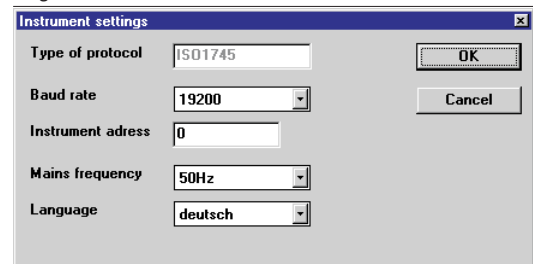 Instrument settings
Type of protocol ISO1745 OK
Baud rate 19200 Cancel
Instrument adress 0
Mains frequency 50Hz
Language deutsch